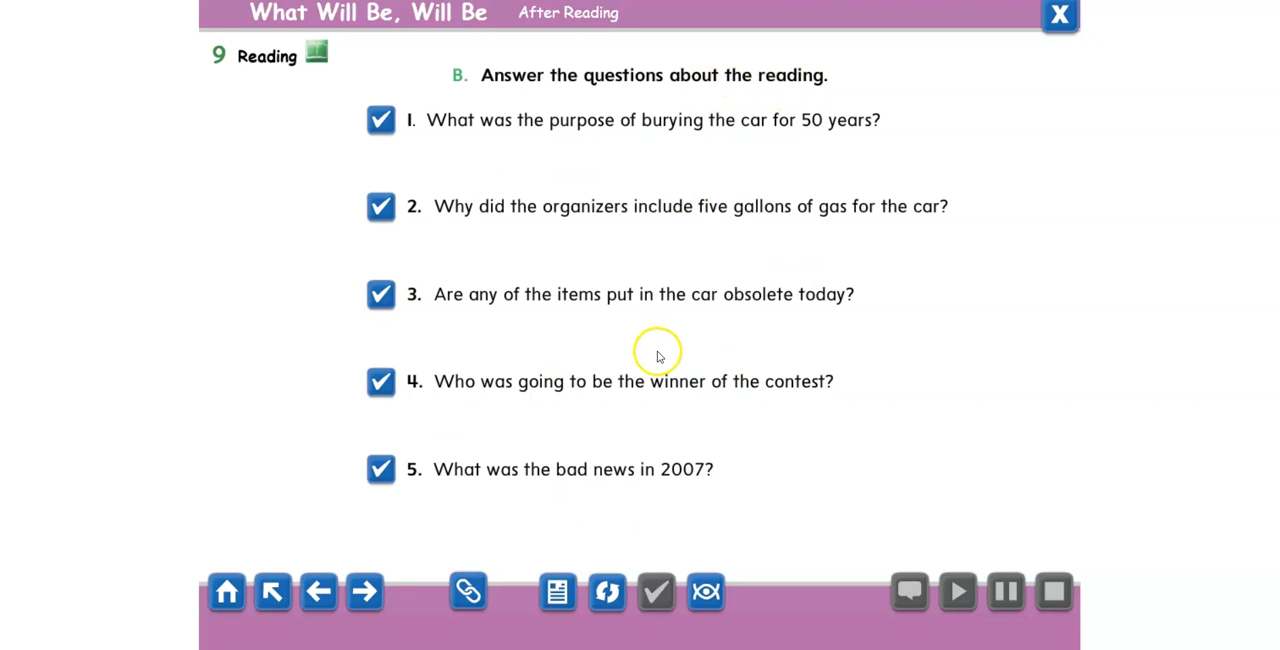 What Will Be, Will Be After Reading
X
9 Reading
B. Answer the questions about the reading.
1. What was the purpose of burying the car for 50 years?
2. Why did the organizers include five gallons of gas for the car?
3. Are any of the items put in the car obsolete today?
4. Who was going to be the winner of the contest?
5. What was the bad news in 2007?